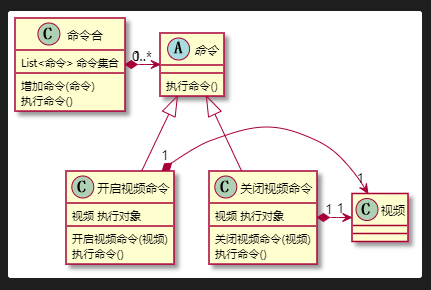 C 命令合
List<命令> 命令集合
增加命令(命令)
执行命令()
0..*
A 命令
执行命令()
C 开启视频命令
视频 执行对象
开启视频命令(视频)
执行命令()
1
C 关闭视频命令
视频 执行对象
关闭视频命令(视频)
执行命令()
1 1
1
C 视频